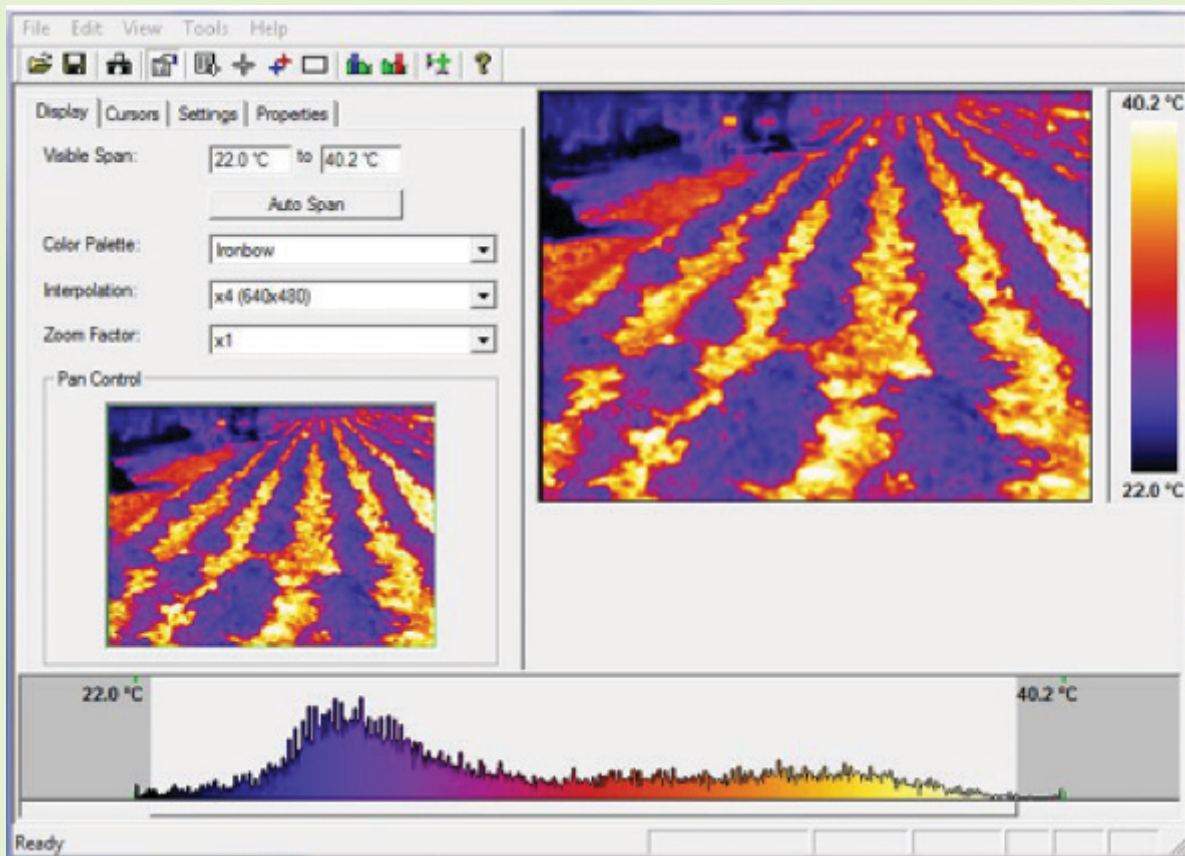 File Edit View Tools Help
Display Cursors Settings Properties
Visible Span: 22.0 °C to 40.2 °C
Auto Span
Color Palette: Ironbow
Interpolation: x4 (640x480)
Zoom Factor: x1
Pan Control
40.2 °C
22.0 °C
22.0 °C 40.2 °C
Ready